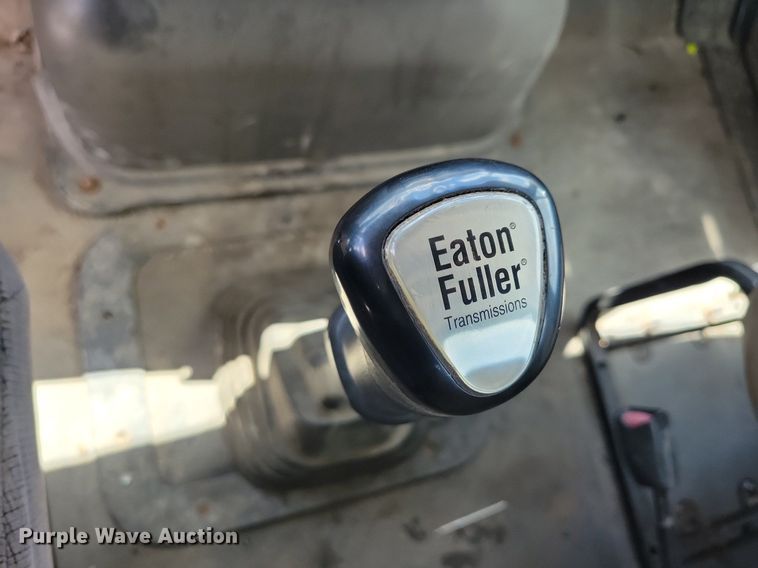 Eaton®
Fuller®
Transmissions
Purple Wave Auction®